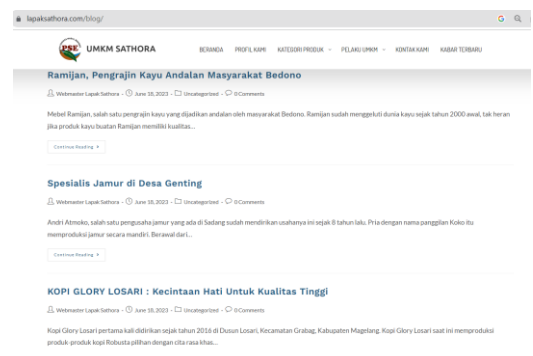 lapaksathora.com/blog/
PSE
UMKM SATHORA
BERANDA PROFIL KAMI KATEGORI PRODUK PELAKU UMKM KONTAK KAMI KABAR TERBARU
Ramijan, Pengrajin Kayu Andalan Masyarakat Bedono
Webmaster Lapak Sathora - June 18, 2023 - Uncategorized - 0 Comments
Mebel Ramijan, salah satu pengrajin kayu yang dijadikan andalan oleh masyarakat Bedono. Ramijan sudah menggeluti dunia kayu sejak tahun 2000 awal, tak heran
jika produk kayu buatan Ramijan memiliki kualitas...
Continue Reading
Spesialis Jamur di Desa Genting
Webmaster Lapak Sathora - June 18, 2023 - Uncategorized - 0 Comments
Andri Atmoko, salah satu pengusaha jamur yang ada di Sadang sudah mendirikan usahanya ini sejak 8 tahun lalu. Pria dengan nama panggilan Koko itu
memproduksi jamur secara mandiri. Berawal dari...
Continue Reading
KOPI GLORY LOSARI : Kecintaan Hati Untuk Kualitas Tinggi
Webmaster Lapak Sathora - June 18, 2023 - Uncategorized - 0 Comments
Kopi Glory Losari pertama kali didirikan sejak tahun 2016 di Dusun Losari, Kecamatan Grabag, Kabupaten Magelang. Kopi Glory Losari saat ini memproduksi
produk-produk kopi Robusta pilihan dengan cita rasa khas...